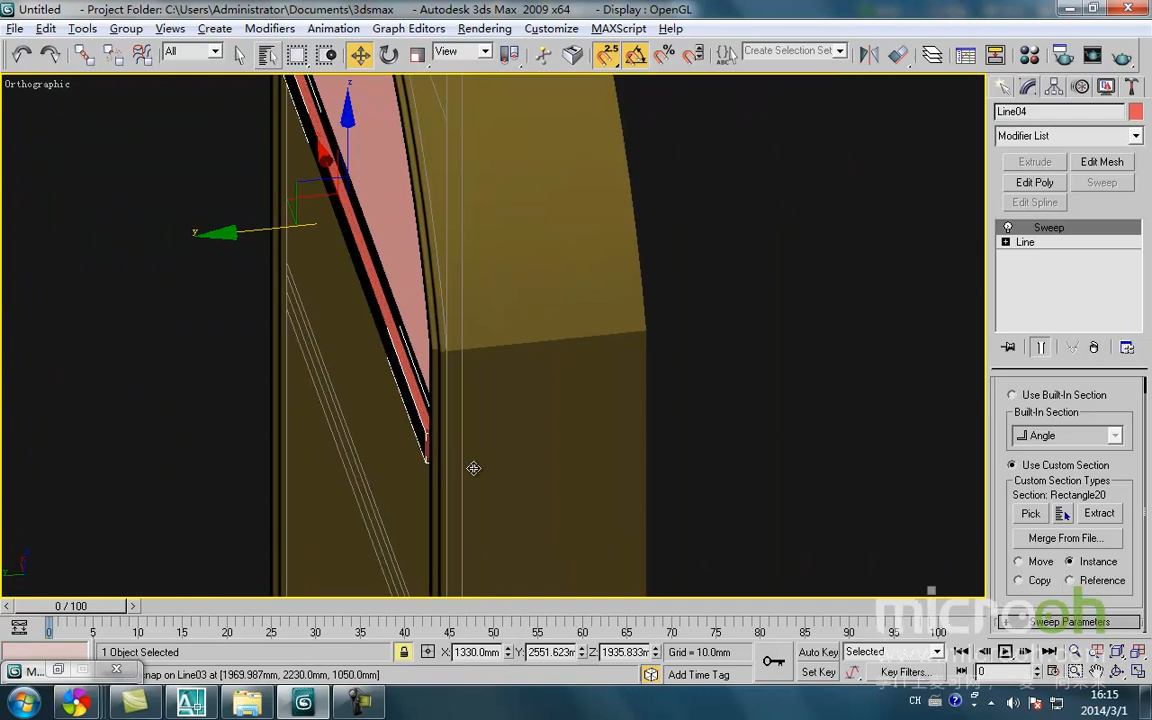 Untitled - Project Folder: C:\Users\Administrator\Documents\3dsmax - Autodesk 3ds Max 2009 x64 - Display : OpenGL
File Edit Tools Group Views Create Modifiers Animation Graph Editors Rendering Customize MAXScript Help
All View 2.5 Create Selection Set
Orthographic
z
y
Line04
Modifier List
Extrude Edit Mesh
Edit Poly Sweep
Edit Spline
Sweep
Line
Use Built-In Section
Built-In Section
Angle
Use Custom Section
Custom Section Types
Section: Rectangle20
Pick Extract
Merge From File...
Move Instance
Copy Reference
Sweep Parameters
0 / 100
0 5 10 15 20 25 30 35 40 45 50 55 60 65 70 75 80 85 90 95 100
1 Object Selected X: 1330.0mm Y: 2551.623m Z: 1935.833m Grid = 10.0mm Auto Key Selected
M... snap on Line03 at [1969.987mm, 2230.0mm, 1050.0mm] Add Time Tag Set Key Key Filters... 0
CH 16:15
2014/3/1